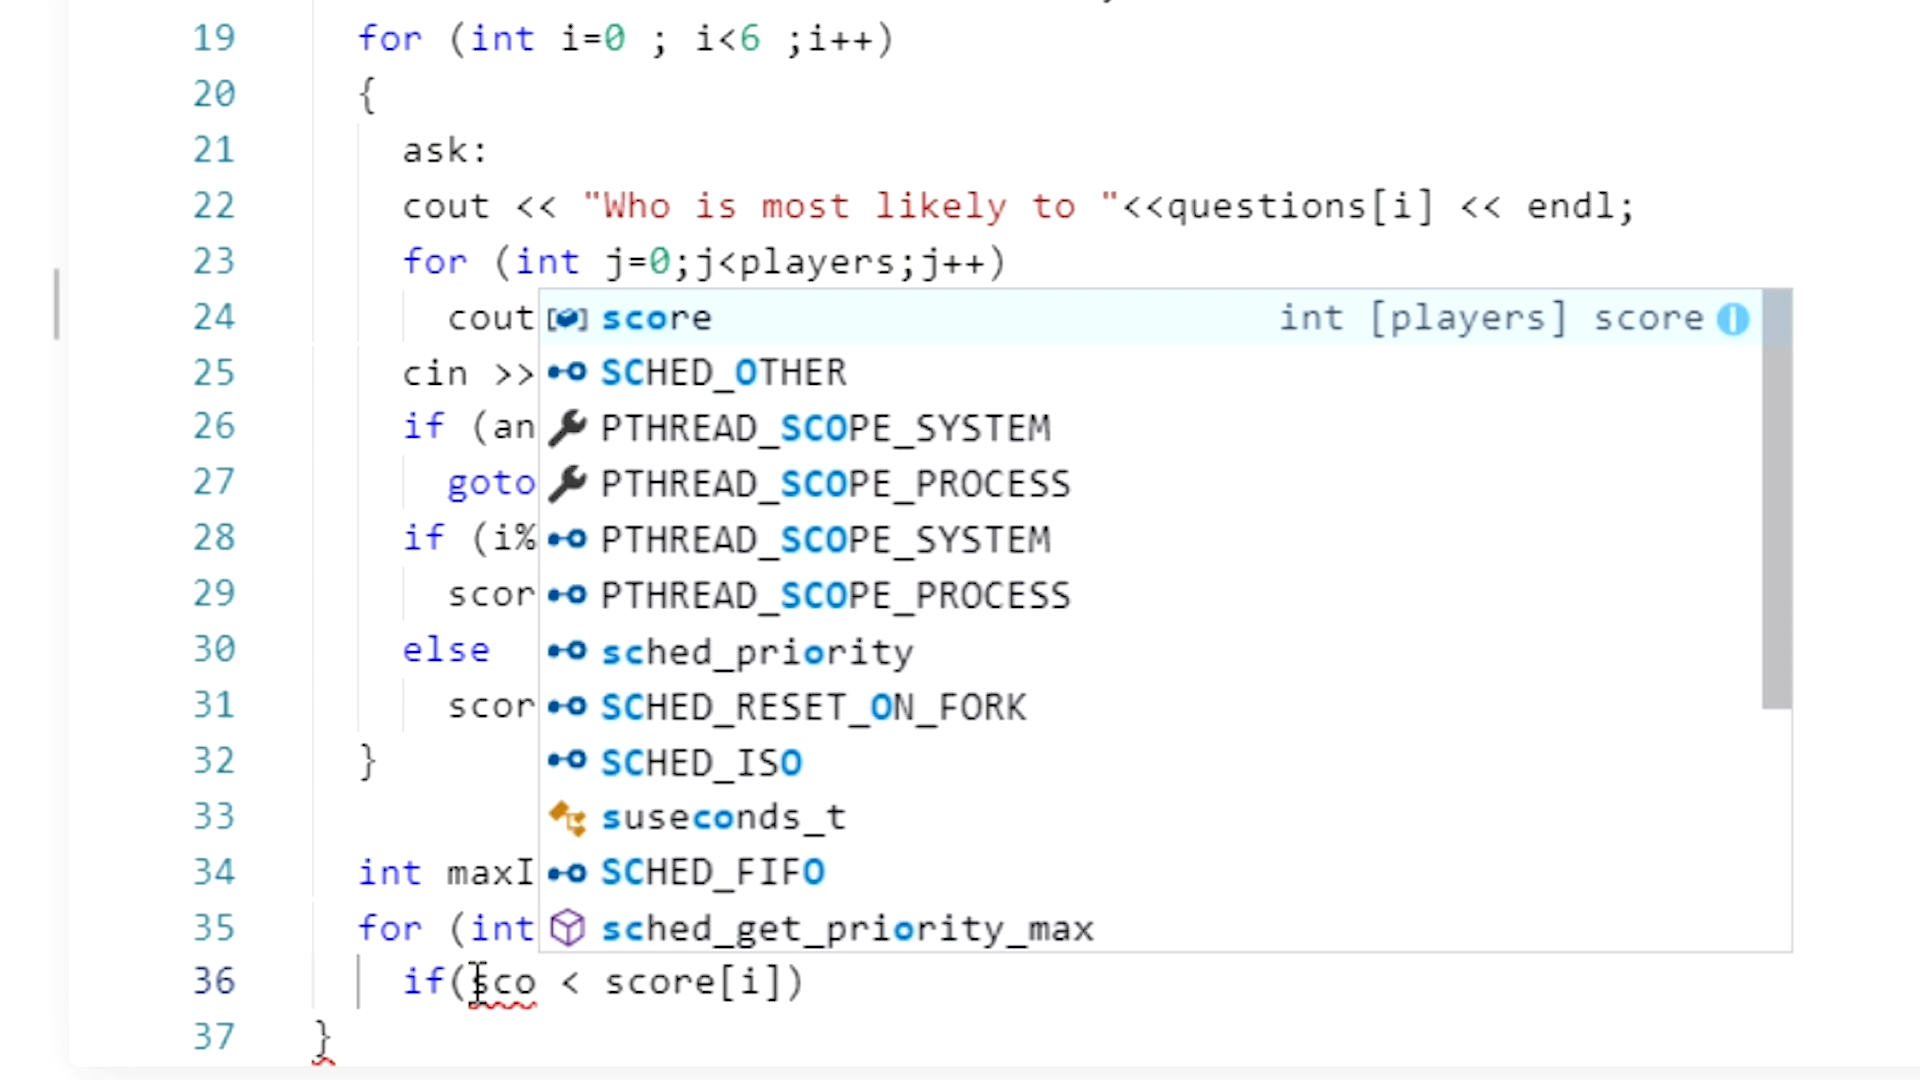 19 for (int i=0 ; i<6 ;i++)
20 {
21 ask:
22 cout << "Who is most likely to "<<questions[i] << endl;
23 for (int j=0;j<players;j++)
24 cout score int [players] score
25 cin >> SCHED_OTHER
26 if (an PTHREAD_SCOPE_SYSTEM
27 goto PTHREAD_SCOPE_PROCESS
28 if (i% PTHREAD_SCOPE_SYSTEM
29 scor PTHREAD_SCOPE_PROCESS
30 else sched_priority
31 scor SCHED_RESET_ON_FORK
32 } SCHED_ISO
33 suseconds_t
34 int maxI SCHED_FIFO
35 for (int sched_get_priority_max
36 if(sco < score[i])
37 }